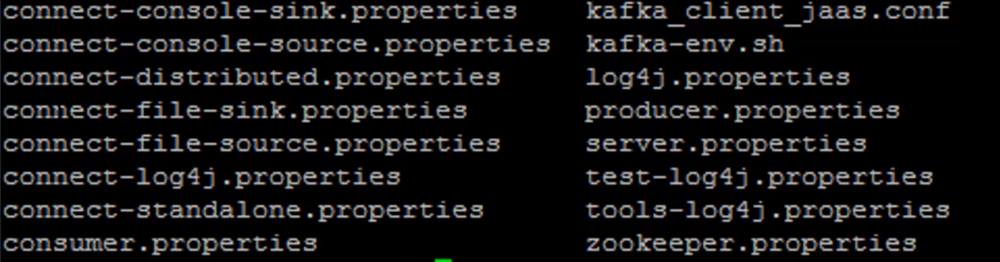 connect-console-sink.properties kafka_client_jaas.conf
connect-console-source.properties kafka-env.sh
connect-distributed.properties log4j.properties
connect-file-sink.properties producer.properties
connect-file-source.properties server.properties
connect-log4j.properties test-log4j.properties
connect-standalone.properties tools-log4j.properties
consumer.properties zookeeper.properties